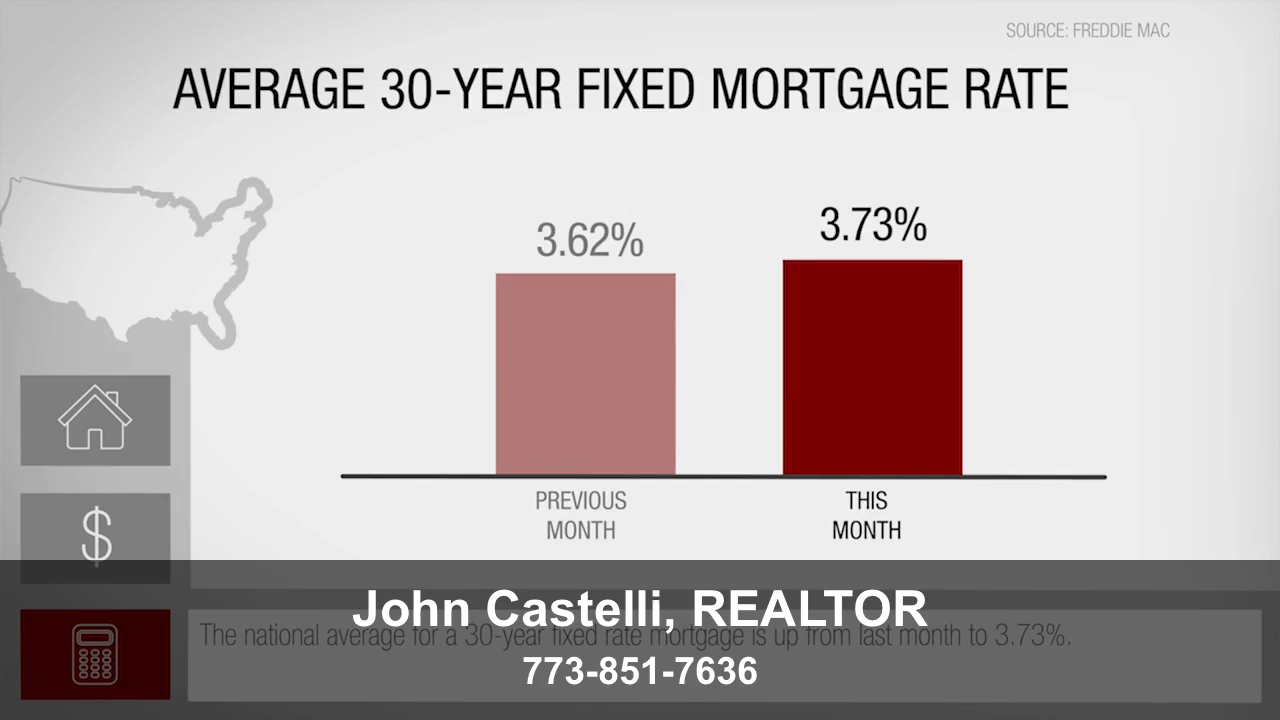 SOURCE: FREDDIE MAC
AVERAGE 30-YEAR FIXED MORTGAGE RATE
3.62%
3.73%
PREVIOUS
MONTH
THIS
MONTH
$
John Castelli, REALTOR
The national average for a 30-year fixed rate mortgage is up from last month to 3.73%.
773-851-7636